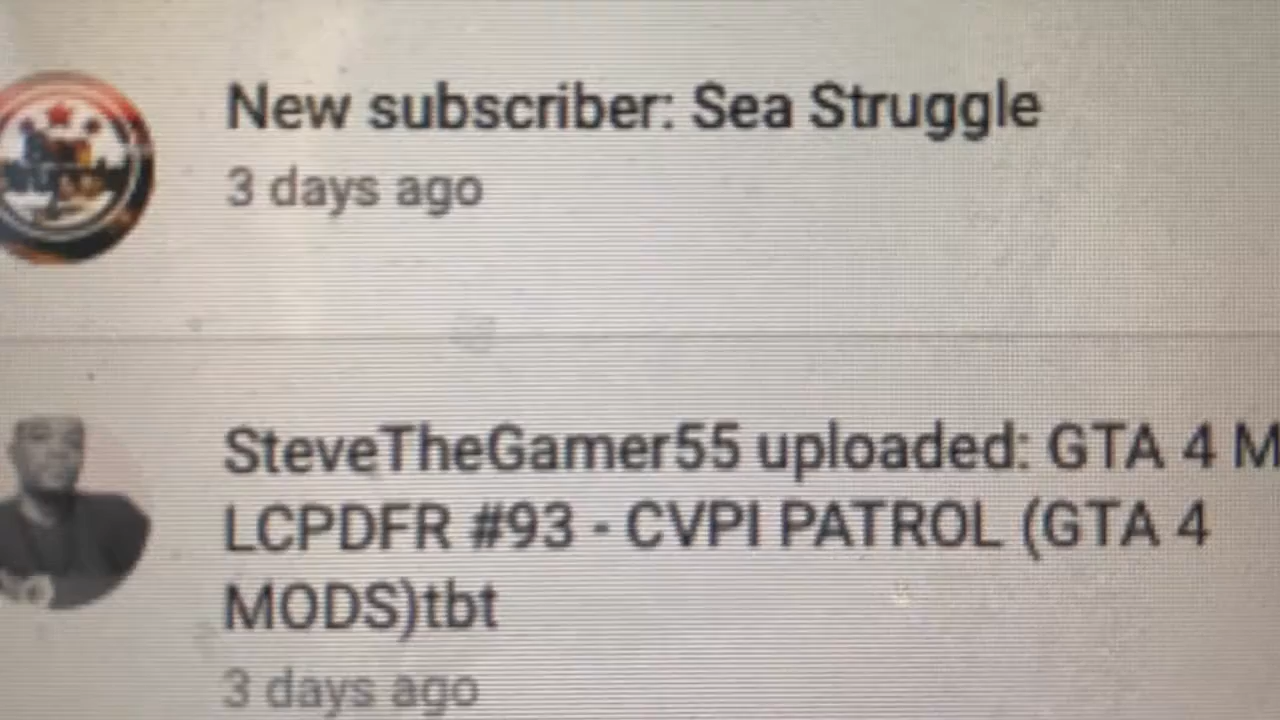 New subscriber: Sea Struggle
3 days ago
SteveTheGamer55 uploaded: GTA 4 M
LCPDFR #93 - CVPI PATROL (GTA 4
MODS)tbt
3 days ago